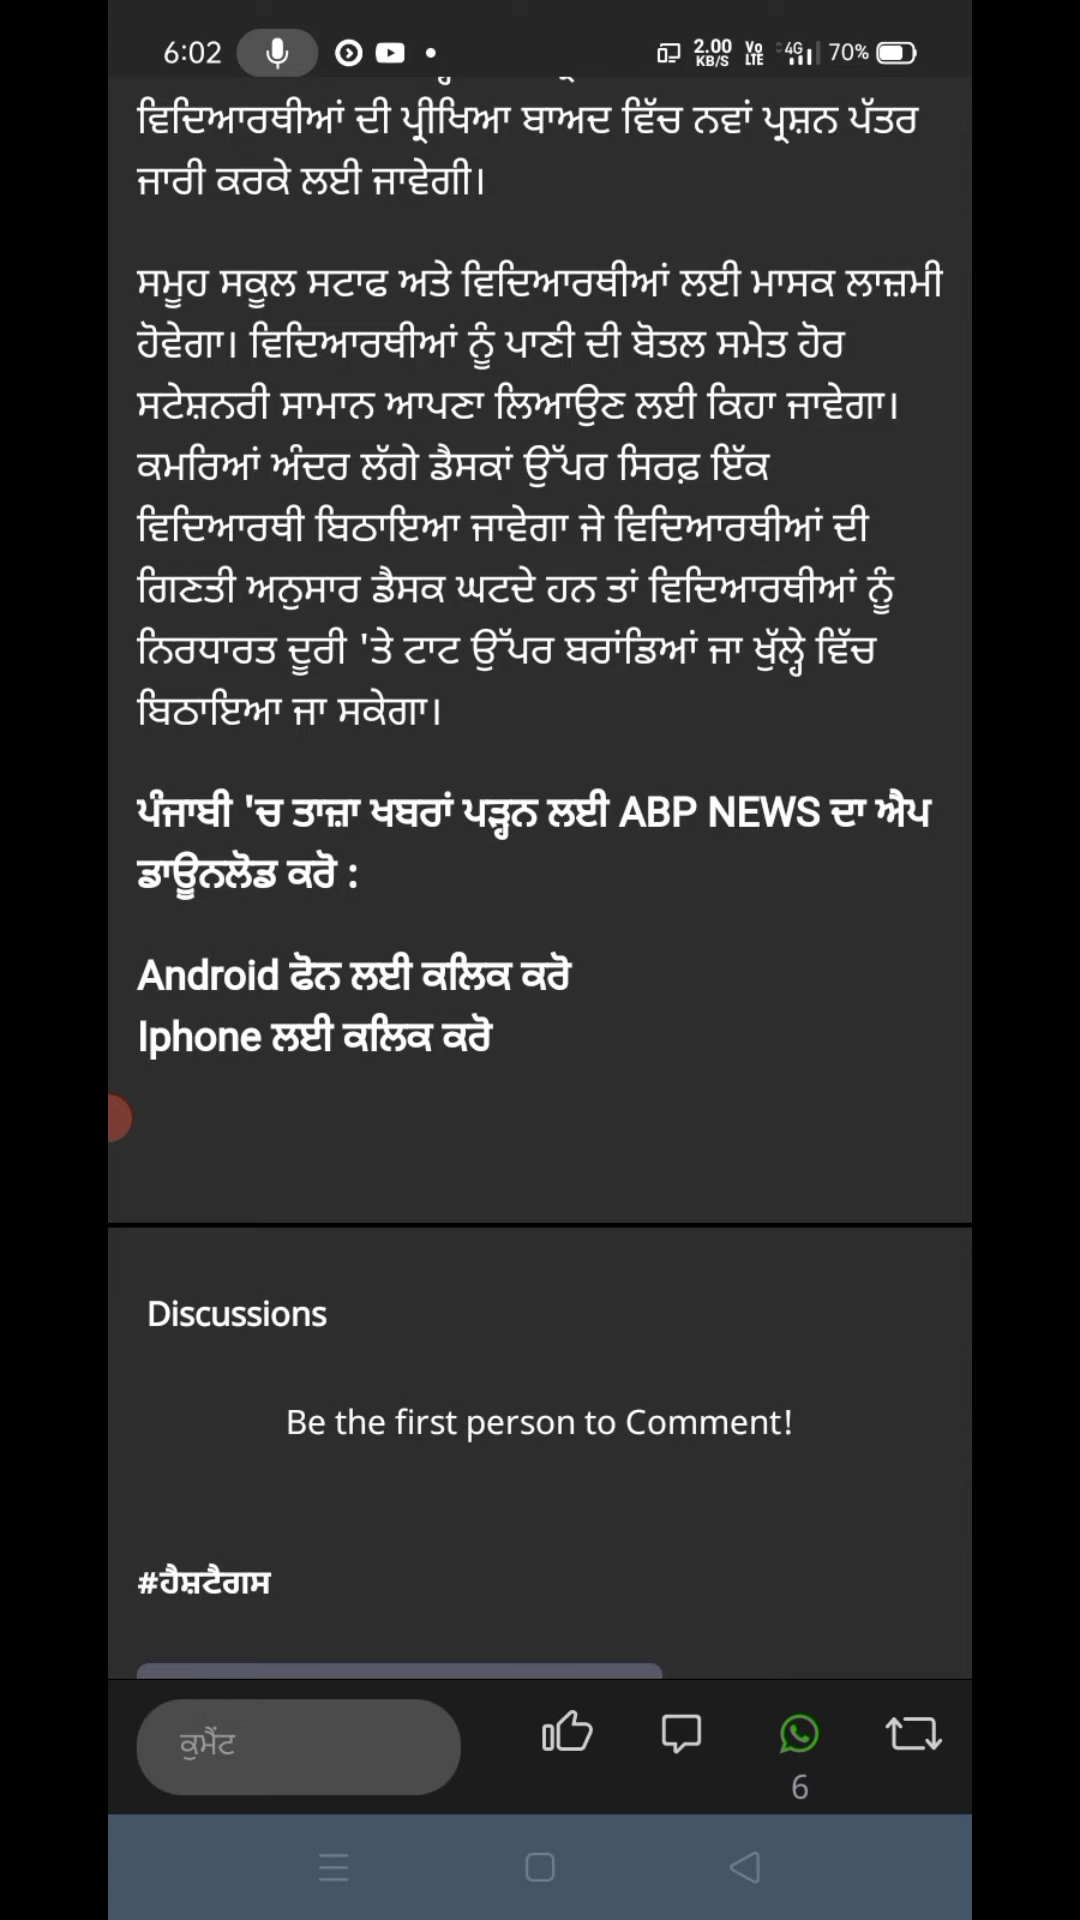 6:02
2.00 KB/S
Vo LTE
4G
70%
ਵਿਦਿਆਰਥੀਆਂ ਦੀ ਪ੍ਰੀਖਿਆ ਬਾਅਦ ਵਿੱਚ ਨਵਾਂ ਪ੍ਰਸ਼ਨ ਪੱਤਰ
ਜਾਰੀ ਕਰਕੇ ਲਈ ਜਾਵੇਗੀ।
ਸਮੂਹ ਸਕੂਲ ਸਟਾਫ ਅਤੇ ਵਿਦਿਆਰਥੀਆਂ ਲਈ ਮਾਸਕ ਲਾਜ਼ਮੀ
ਹੋਵੇਗਾ। ਵਿਦਿਆਰਥੀਆਂ ਨੂੰ ਪਾਣੀ ਦੀ ਬੋਤਲ ਸਮੇਤ ਹੋਰ
ਸਟੇਸ਼ਨਰੀ ਸਾਮਾਨ ਆਪਣਾ ਲਿਆਉਣ ਲਈ ਕਿਹਾ ਜਾਵੇਗਾ।
ਕਮਰਿਆਂ ਅੰਦਰ ਲੱਗੇ ਡੈਸਕਾਂ ਉੱਪਰ ਸਿਰਫ਼ ਇੱਕ
ਵਿਦਿਆਰਥੀ ਬਿਠਾਇਆ ਜਾਵੇਗਾ ਜੇ ਵਿਦਿਆਰਥੀਆਂ ਦੀ
ਗਿਣਤੀ ਅਨੁਸਾਰ ਡੈਸਕ ਘਟਦੇ ਹਨ ਤਾਂ ਵਿਦਿਆਰਥੀਆਂ ਨੂੰ
ਨਿਰਧਾਰਤ ਦੂਰੀ 'ਤੇ ਟਾਟ ਉੱਪਰ ਬਰਾਂਡਿਆਂ ਜਾ ਖੁੱਲ੍ਹੇ ਵਿੱਚ
ਬਿਠਾਇਆ ਜਾ ਸਕੇਗਾ।
ਪੰਜਾਬੀ 'ਚ ਤਾਜ਼ਾ ਖਬਰਾਂ ਪੜ੍ਹਨ ਲਈ ABP NEWS ਦਾ ਐਪ
ਡਾਊਨਲੋਡ ਕਰੋ :
Android ਫੋਨ ਲਈ ਕਲਿਕ ਕਰੋ
Iphone ਲਈ ਕਲਿਕ ਕਰੋ
Discussions
Be the first person to Comment!
#ਹੈਸ਼ਟੈਗਸ
ਕੁਮੈਂਟ
6